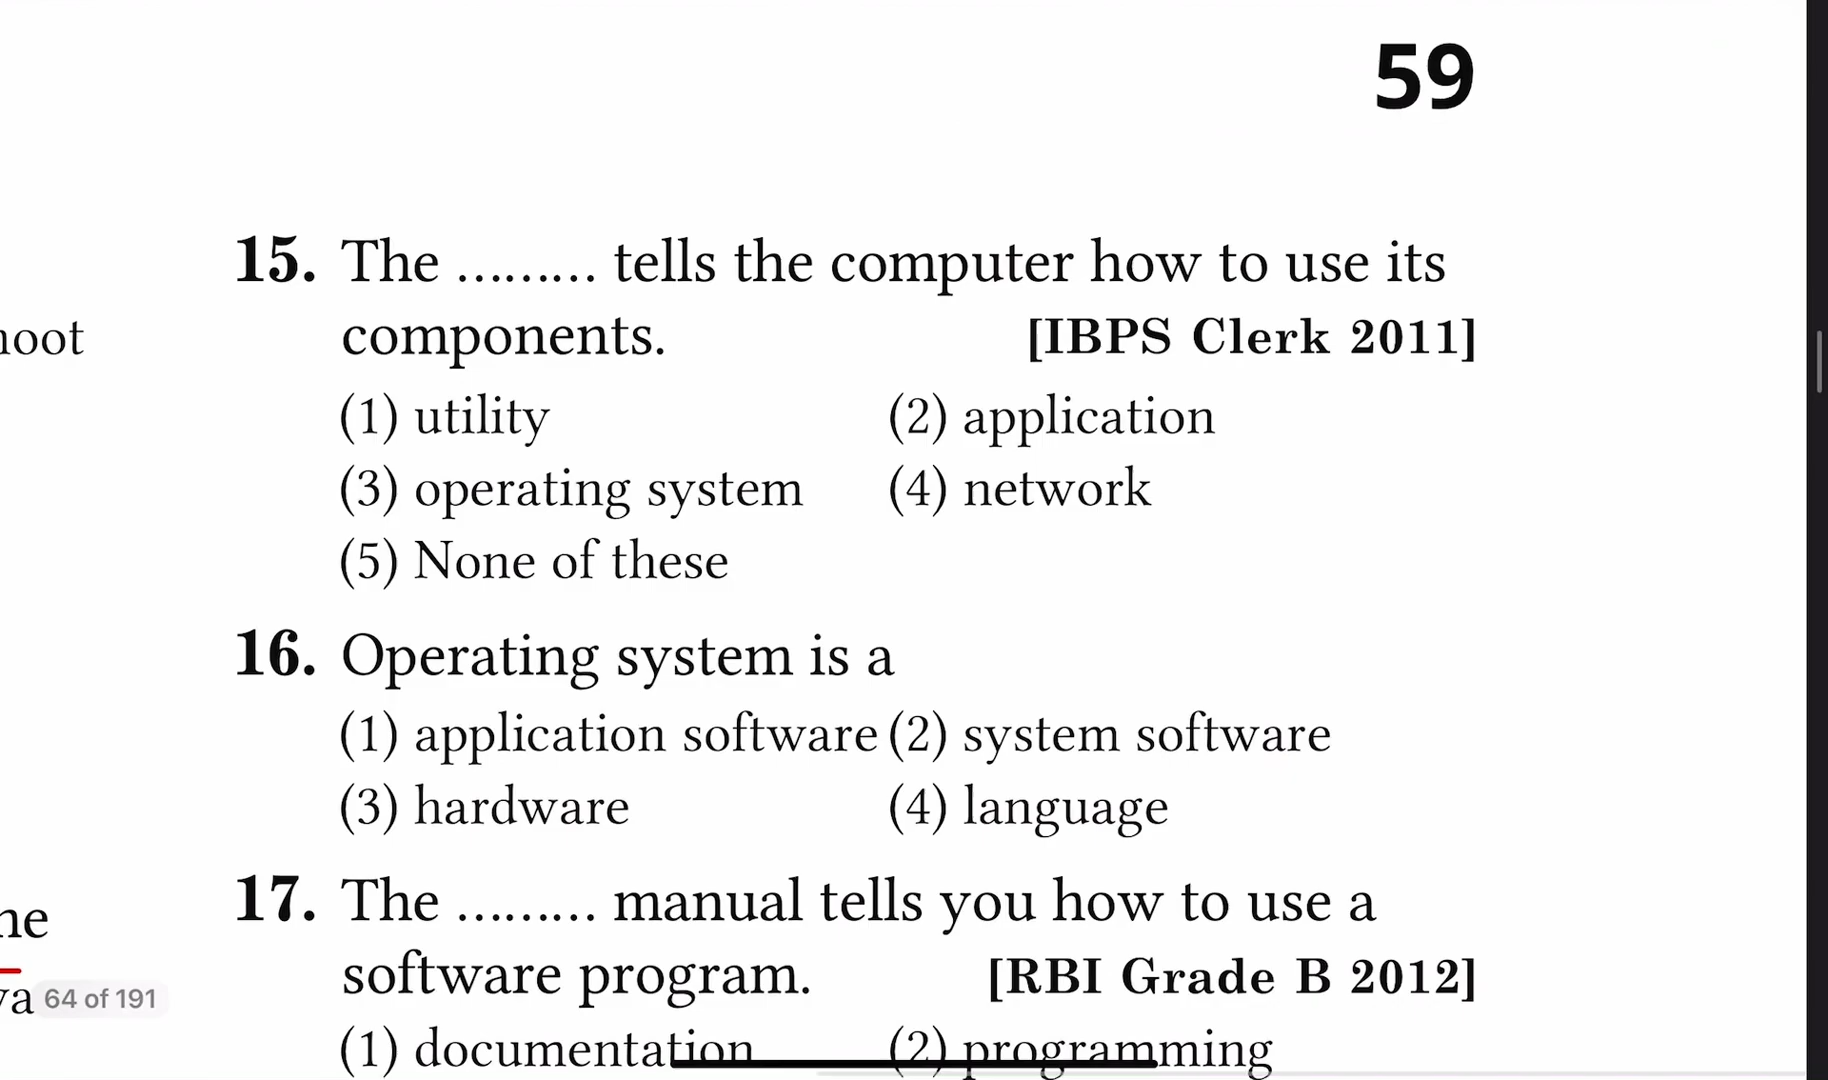 59
15. The ......... tells the computer how to use its
components. [IBPS Clerk 2011]
(1) utility (2) application
(3) operating system (4) network
(5) None of these
16. Operating system is a
(1) application software (2) system software
(3) hardware (4) language
17. The ......... manual tells you how to use a
software program. [RBI Grade B 2012]
(1) documentation (2) programming
64 of 191